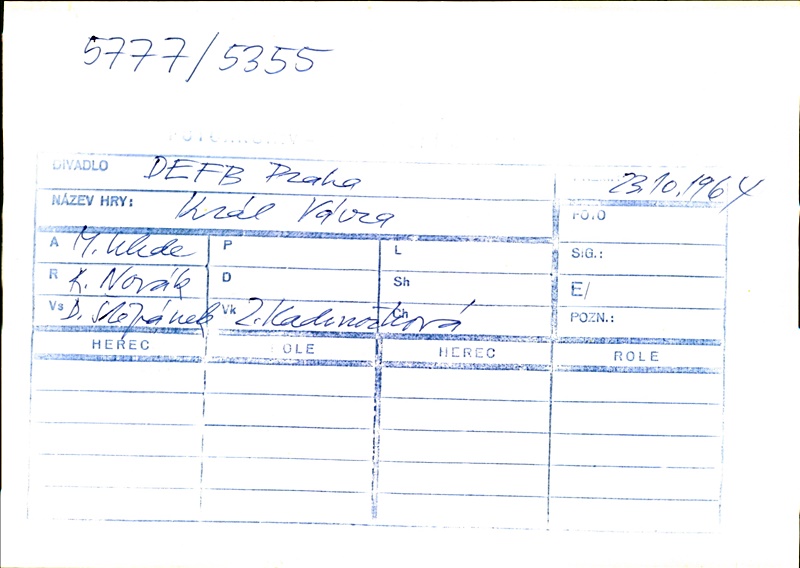 5777/5355
DIVADLO DEFB Praha 23.10.1964
NÁZEV HRY: Král Vávra FOTO
A M. Uhde P L SIG.:
R K. Novák D Sh E/
Vs D. Štěpánek Vk Z. Kadrnožková Ch POZN.:
HEREC ROLE HEREC ROLE